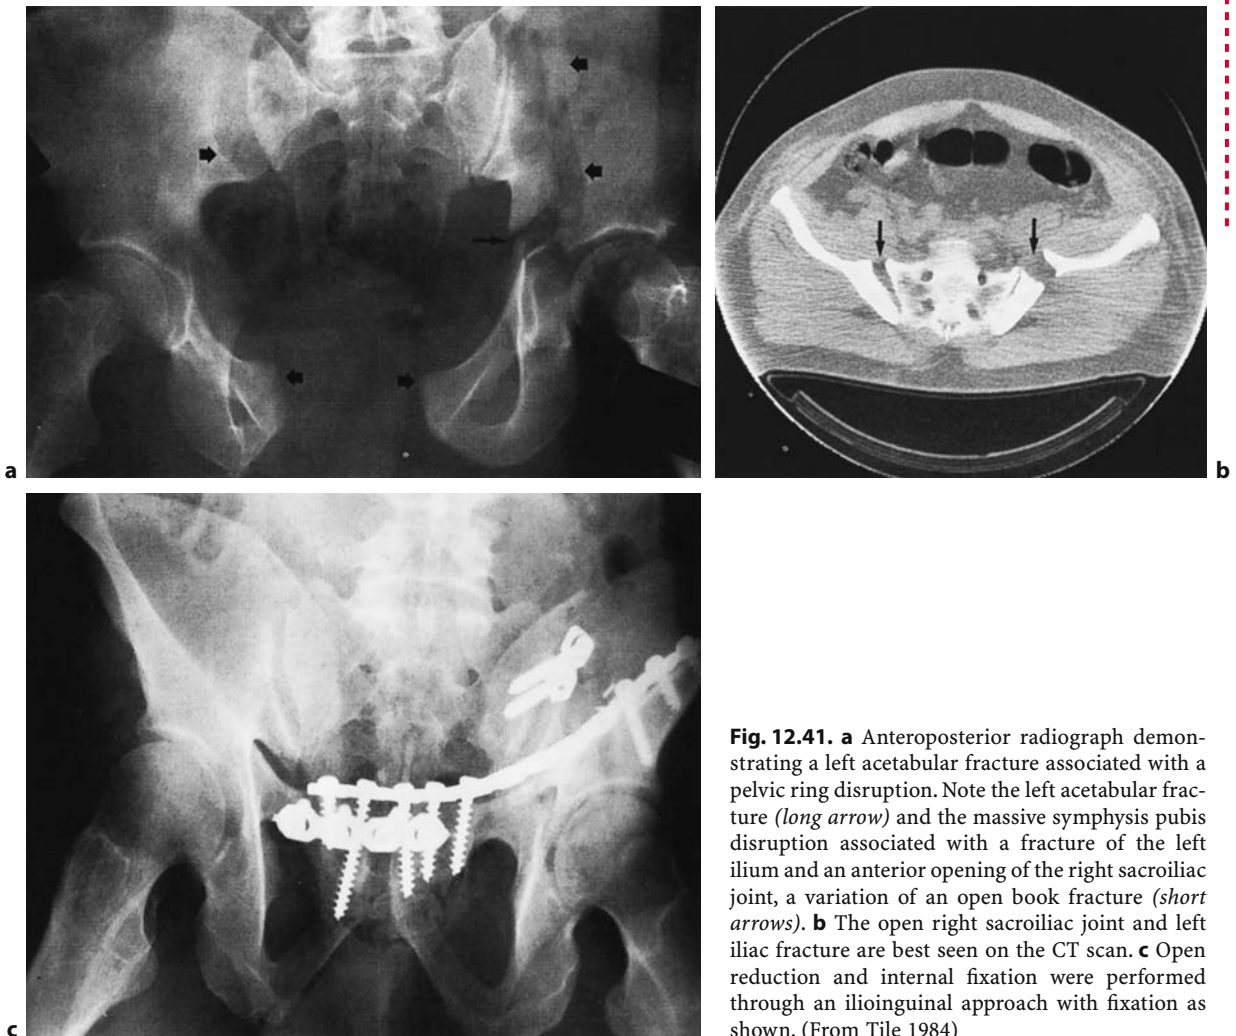 a
b
c
Fig. 12.41. a Anteroposterior radiograph demon-
strating a left acetabular fracture associated with a
pelvic ring disruption. Note the left acetabular frac-
ture (long arrow) and the massive symphysis pubis
disruption associated with a fracture of the left
ilium and an anterior opening of the right sacroiliac
joint, a variation of an open book fracture (short
arrows). b The open right sacroiliac joint and left
iliac fracture are best seen on the CT scan. c Open
reduction and internal fixation were performed
through an ilioinguinal approach with fixation as
shown. (From Tile 1984)